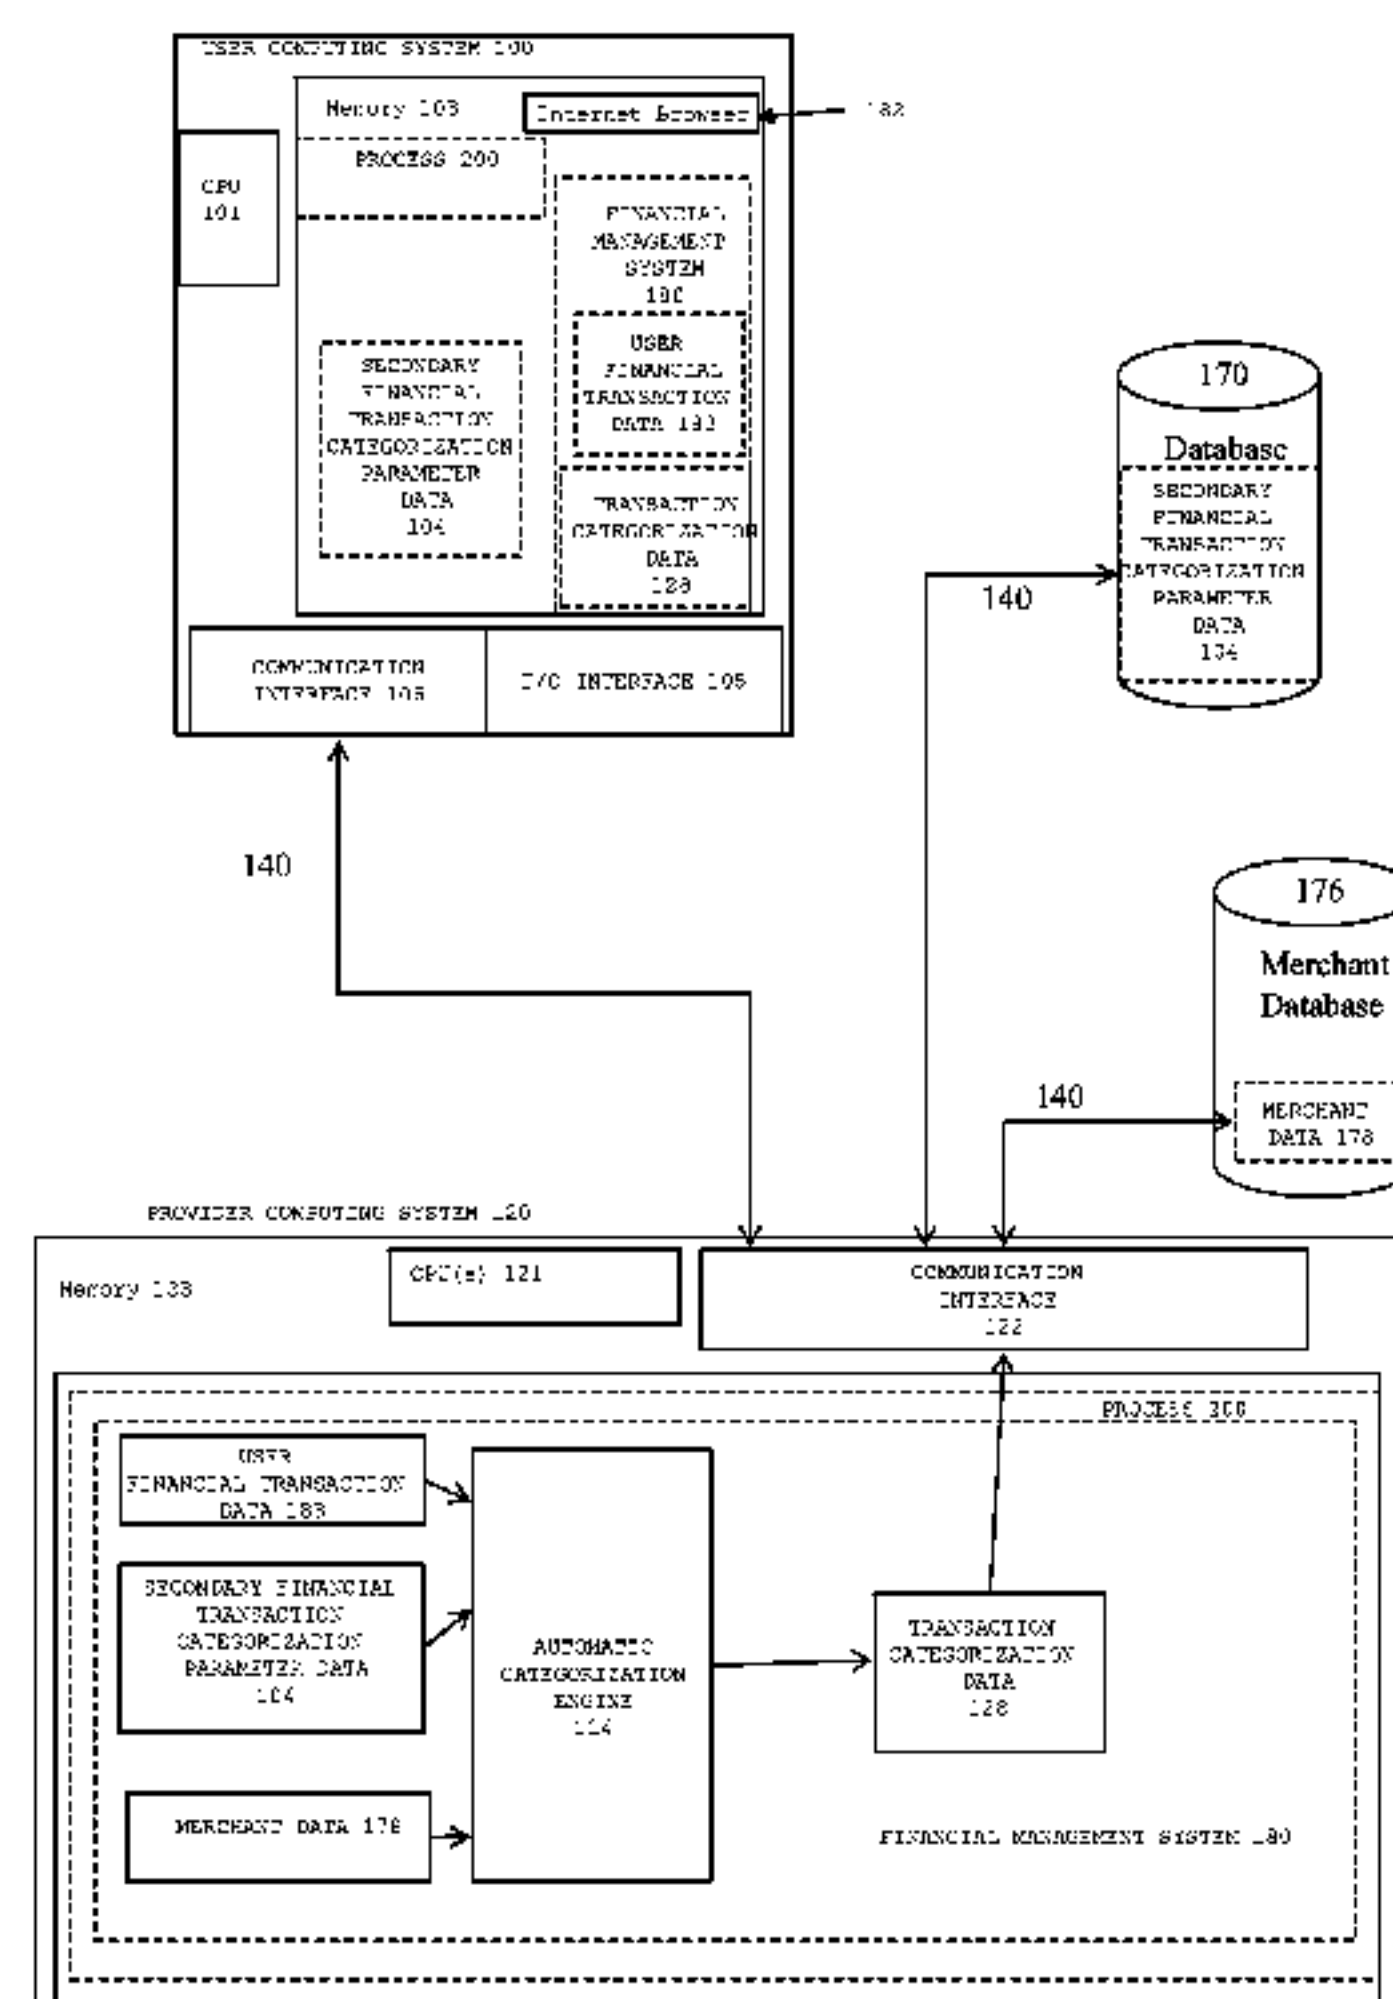 USER COMPUTING SYSTEM 100
Memory 103
Internet Browser
182
PROCESS 200
CPU
101
FINANCIAL
MANAGEMENT
SYSTEM
180
USER
FINANCIAL
TRANSACTION
DATA 183
SECONDARY
FINANCIAL
TRANSACTION
CATEGORIZATION
PARAMETER
DATA
104
TRANSACTION
CATEGORIZATION
DATA
128
COMMUNICATION
INTERFACE
I/O INTERFACE 105
170
Database
SECONDARY
FINANCIAL
TRANSACTION
CATEGORIZATION
PARAMETER
DATA
104
140
140
176
Merchant
Database
140
MERCHANT
DATA 178
PROVIDER COMPUTING SYSTEM 120
Memory 133
CPU(s) 121
COMMUNICATION
INTERFACE
122
PROCESS 200
USER
FINANCIAL TRANSACTION
DATA 183
SECONDARY FINANCIAL
TRANSACTION
CATEGORIZATION
PARAMETER DATA
104
AUTOMATIC
CATEGORIZATION
ENGINE
TRANSACTION
CATEGORIZATION
DATA
128
MERCHANT DATA 178
FINANCIAL MANAGEMENT SYSTEM 180